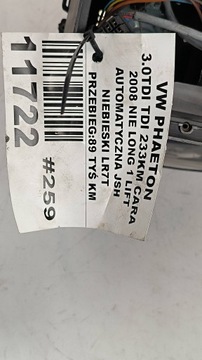 VW PHAETON
3.0TDI TDI 233KM CARA
2008 NIE LONG 1 LIFT
AUTOMATYCZNA JSH
NIEBIESKI LR7T
PRZEBIEG:89 TYŚ KM
11722 #259